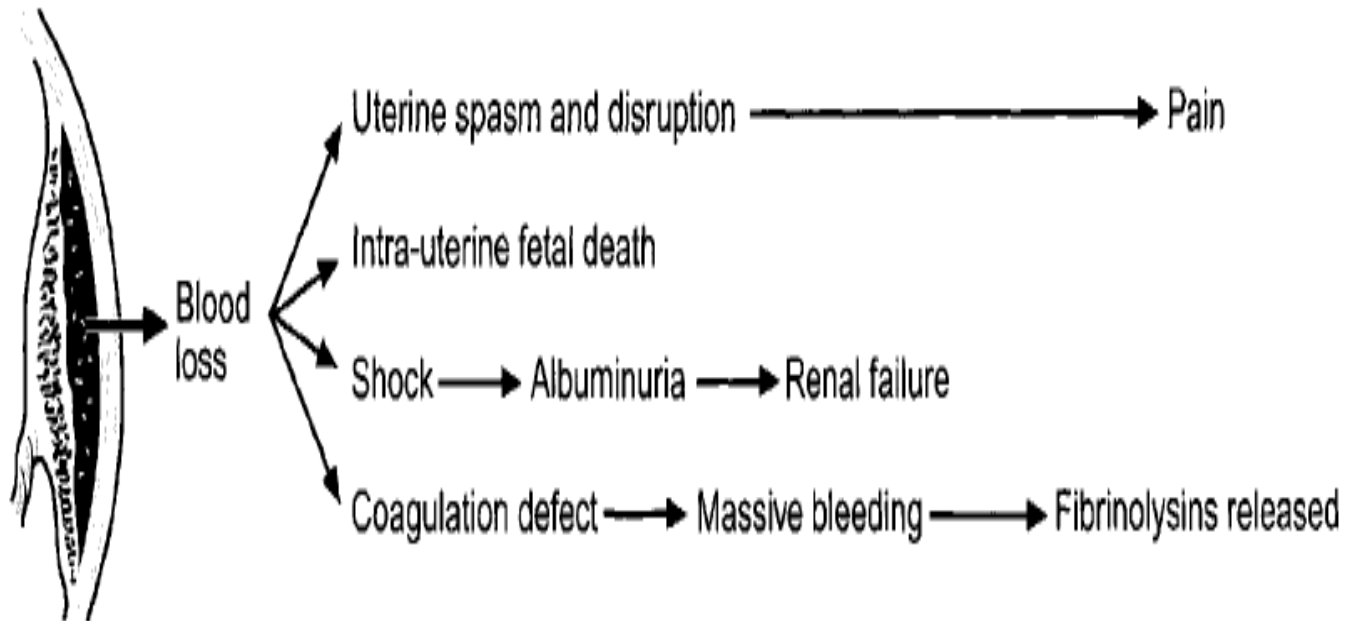 Uterine spasm and disruption Pain
Intra-uterine fetal death
Blood
loss
Shock Albuminuria Renal failure
Coagulation defect Massive bleeding Fibrinolysins released